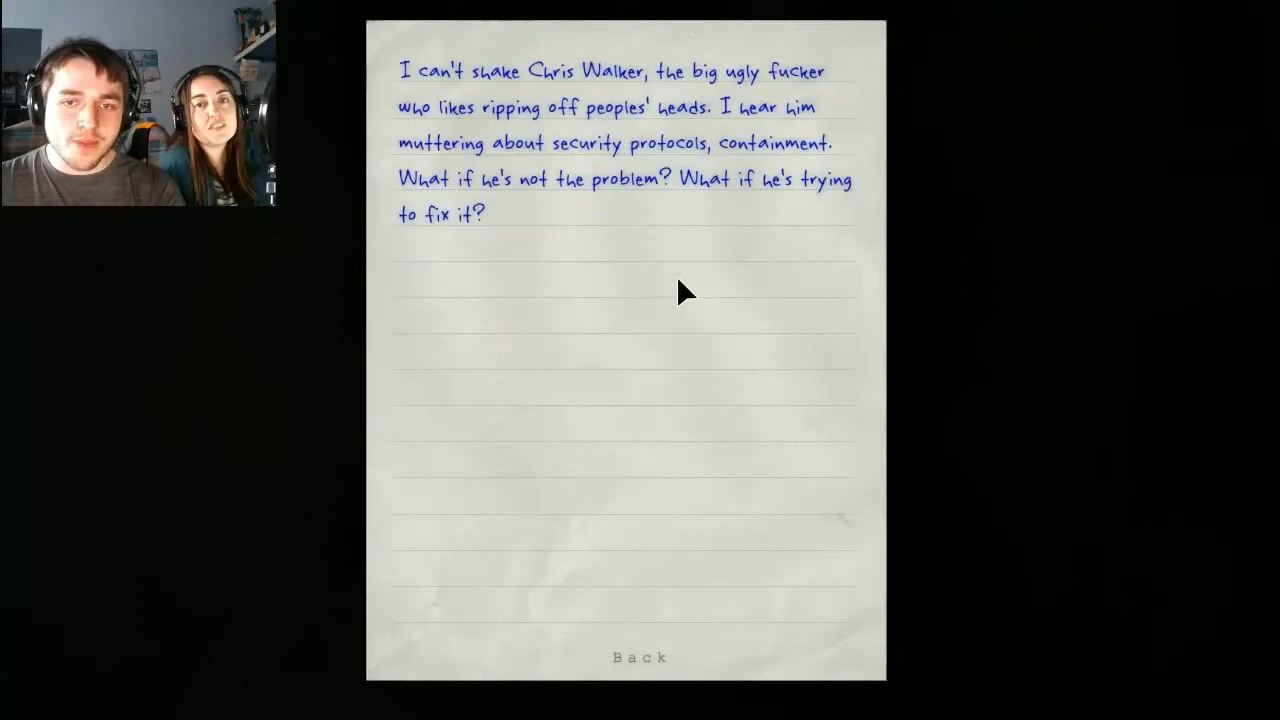 I can't shake Chris Walker, the big ugly fucker
who likes ripping off peoples' heads. I hear him
muttering about security protocols, containment.
What if he's not the problem? What if he's trying
to fix it?
Back